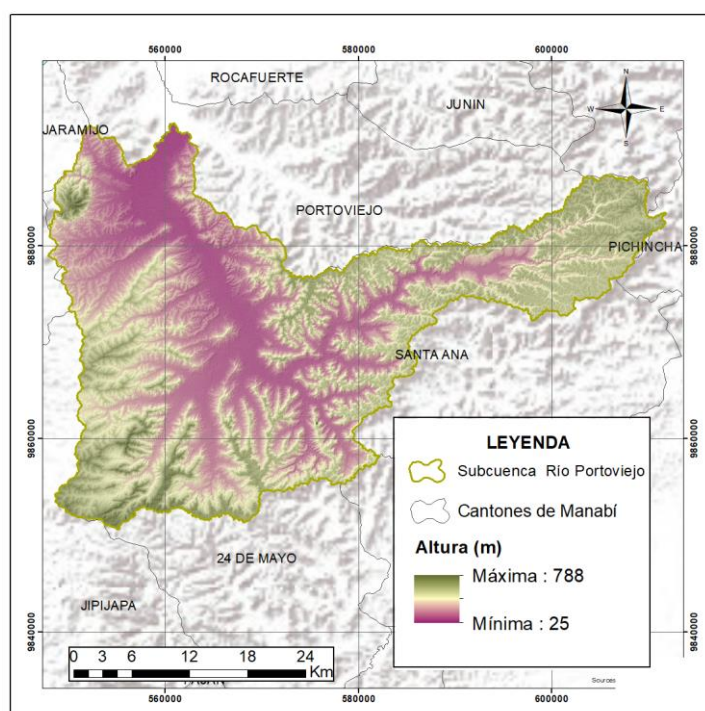 560000 580000 600000
N
W E
S
ROCAFUERTE
JUNIN
JARAMIJO
PORTOVIEJO
9880000 9880000
PICHINCHA
SANTA ANA
9860000 9860000
LEYENDA
Subcuenca Río Portoviejo
Cantones de Manabí
Altura (m)
Máxima : 788
Mínima : 25
24 DE MAYO
JIPIJAPA
9840000 9840000
0 3 6 12 18 24
Km
Sources
560000 580000 600000